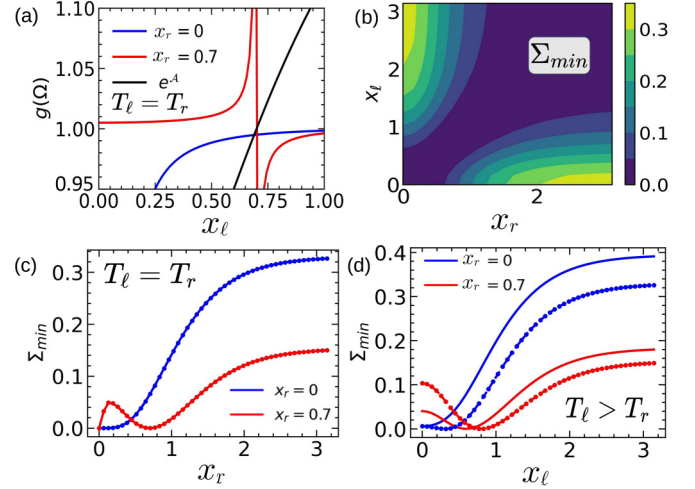 (a)
1.10
1.05
1.00
0.95
g(Ω)
x_r = 0
x_r = 0.7
e^𝒜
T_ℓ = T_r
0.00 0.25 0.50 0.75 1.00
x_ℓ
(b)
3
2
1
0
x_ℓ
Σ_min
0.3
0.2
0.1
0.0
0 2
x_r
(c)
T_ℓ = T_r
0.3
0.2
0.1
0.0
Σ_min
x_r = 0
x_r = 0.7
0 1 2 3
x_r
(d)
0.4
0.3
0.2
0.1
0.0
Σ_min
x_r = 0
x_r = 0.7
T_ℓ > T_r
0 1 2 3
x_ℓ